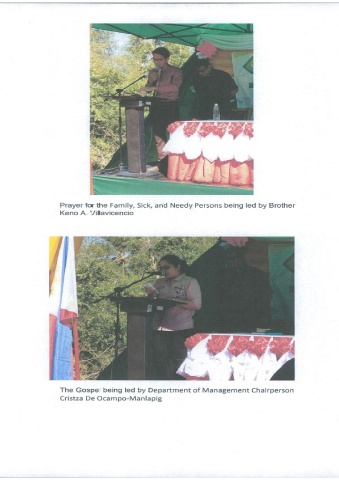 Prayer for the Family, Sick, and Needy Persons being led by Brother
Keno A. Villavicencio
The Gospel being led by Department of Management Chairperson
Cristza De Ocampo-Manlapig